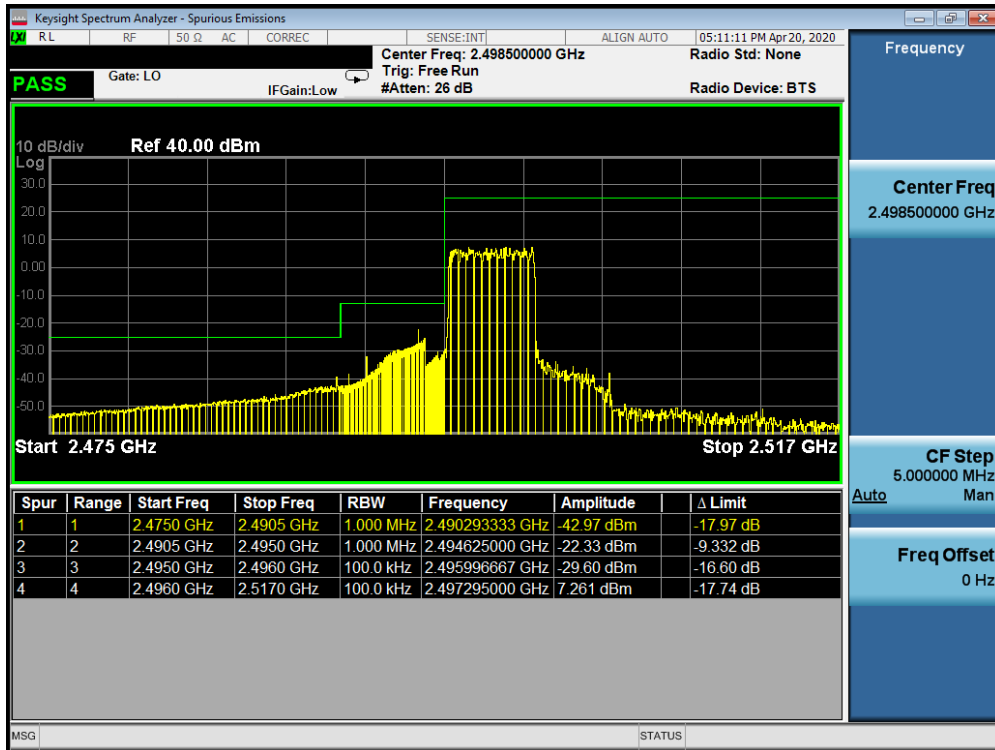 Keysight Spectrum Analyzer - Spurious Emissions
LXI RL RF 50 Ω AC CORREC SENSE:INT ALIGN AUTO 05:11:11 PM Apr 20, 2020
Center Freq: 2.498500000 GHz Radio Std: None
Trig: Free Run
PASS Gate: LO IFGain:Low #Atten: 26 dB Radio Device: BTS
10 dB/div Ref 40.00 dBm
Log
30.0
20.0
10.0
0.00
-10.0
-20.0
-30.0
-40.0
-50.0
Start 2.475 GHz Stop 2.517 GHz
Spur Range Start Freq Stop Freq RBW Frequency Amplitude Δ Limit
1 1 2.4750 GHz 2.4905 GHz 1.000 MHz 2.490293333 GHz -42.97 dBm -17.97 dB
2 2 2.4905 GHz 2.4950 GHz 1.000 MHz 2.494625000 GHz -22.33 dBm -9.332 dB
3 3 2.4950 GHz 2.4960 GHz 100.0 kHz 2.495996667 GHz -29.60 dBm -16.60 dB
4 4 2.4960 GHz 2.5170 GHz 100.0 kHz 2.497295000 GHz 7.261 dBm -17.74 dB
MSG STATUS
Frequency
Center Freq
2.498500000 GHz
CF Step
5.000000 MHz
Auto Man
Freq Offset
0 Hz